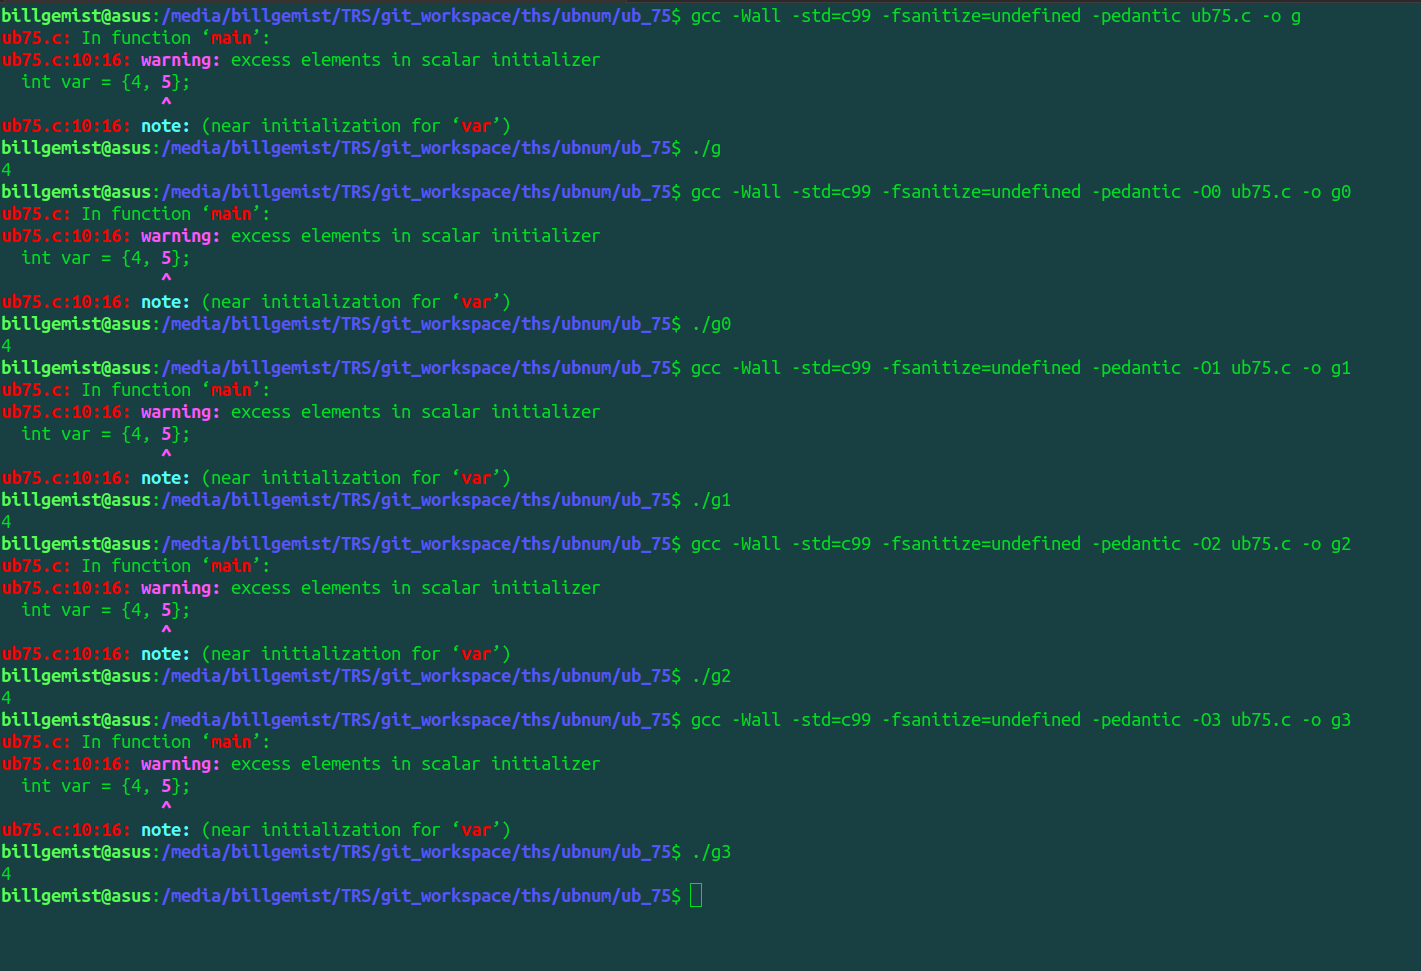 billgemist@asus:/media/billgemist/TRS/git_workspace/ths/ubnum/ub_75$ gcc -Wall -std=c99 -fsanitize=undefined -pedantic ub75.c -o g
ub75.c: In function ‘main’:
ub75.c:10:16: warning: excess elements in scalar initializer
  int var = {4, 5};
                ^
ub75.c:10:16: note: (near initialization for ‘var’)
billgemist@asus:/media/billgemist/TRS/git_workspace/ths/ubnum/ub_75$ ./g
4
billgemist@asus:/media/billgemist/TRS/git_workspace/ths/ubnum/ub_75$ gcc -Wall -std=c99 -fsanitize=undefined -pedantic -O0 ub75.c -o g0
ub75.c: In function ‘main’:
ub75.c:10:16: warning: excess elements in scalar initializer
  int var = {4, 5};
                ^
ub75.c:10:16: note: (near initialization for ‘var’)
billgemist@asus:/media/billgemist/TRS/git_workspace/ths/ubnum/ub_75$ ./g0
4
billgemist@asus:/media/billgemist/TRS/git_workspace/ths/ubnum/ub_75$ gcc -Wall -std=c99 -fsanitize=undefined -pedantic -O1 ub75.c -o g1
ub75.c: In function ‘main’:
ub75.c:10:16: warning: excess elements in scalar initializer
  int var = {4, 5};
                ^
ub75.c:10:16: note: (near initialization for ‘var’)
billgemist@asus:/media/billgemist/TRS/git_workspace/ths/ubnum/ub_75$ ./g1
4
billgemist@asus:/media/billgemist/TRS/git_workspace/ths/ubnum/ub_75$ gcc -Wall -std=c99 -fsanitize=undefined -pedantic -O2 ub75.c -o g2
ub75.c: In function ‘main’:
ub75.c:10:16: warning: excess elements in scalar initializer
  int var = {4, 5};
                ^
ub75.c:10:16: note: (near initialization for ‘var’)
billgemist@asus:/media/billgemist/TRS/git_workspace/ths/ubnum/ub_75$ ./g2
4
billgemist@asus:/media/billgemist/TRS/git_workspace/ths/ubnum/ub_75$ gcc -Wall -std=c99 -fsanitize=undefined -pedantic -O3 ub75.c -o g3
ub75.c: In function ‘main’:
ub75.c:10:16: warning: excess elements in scalar initializer
  int var = {4, 5};
                ^
ub75.c:10:16: note: (near initialization for ‘var’)
billgemist@asus:/media/billgemist/TRS/git_workspace/ths/ubnum/ub_75$ ./g3
4
billgemist@asus:/media/billgemist/TRS/git_workspace/ths/ubnum/ub_75$